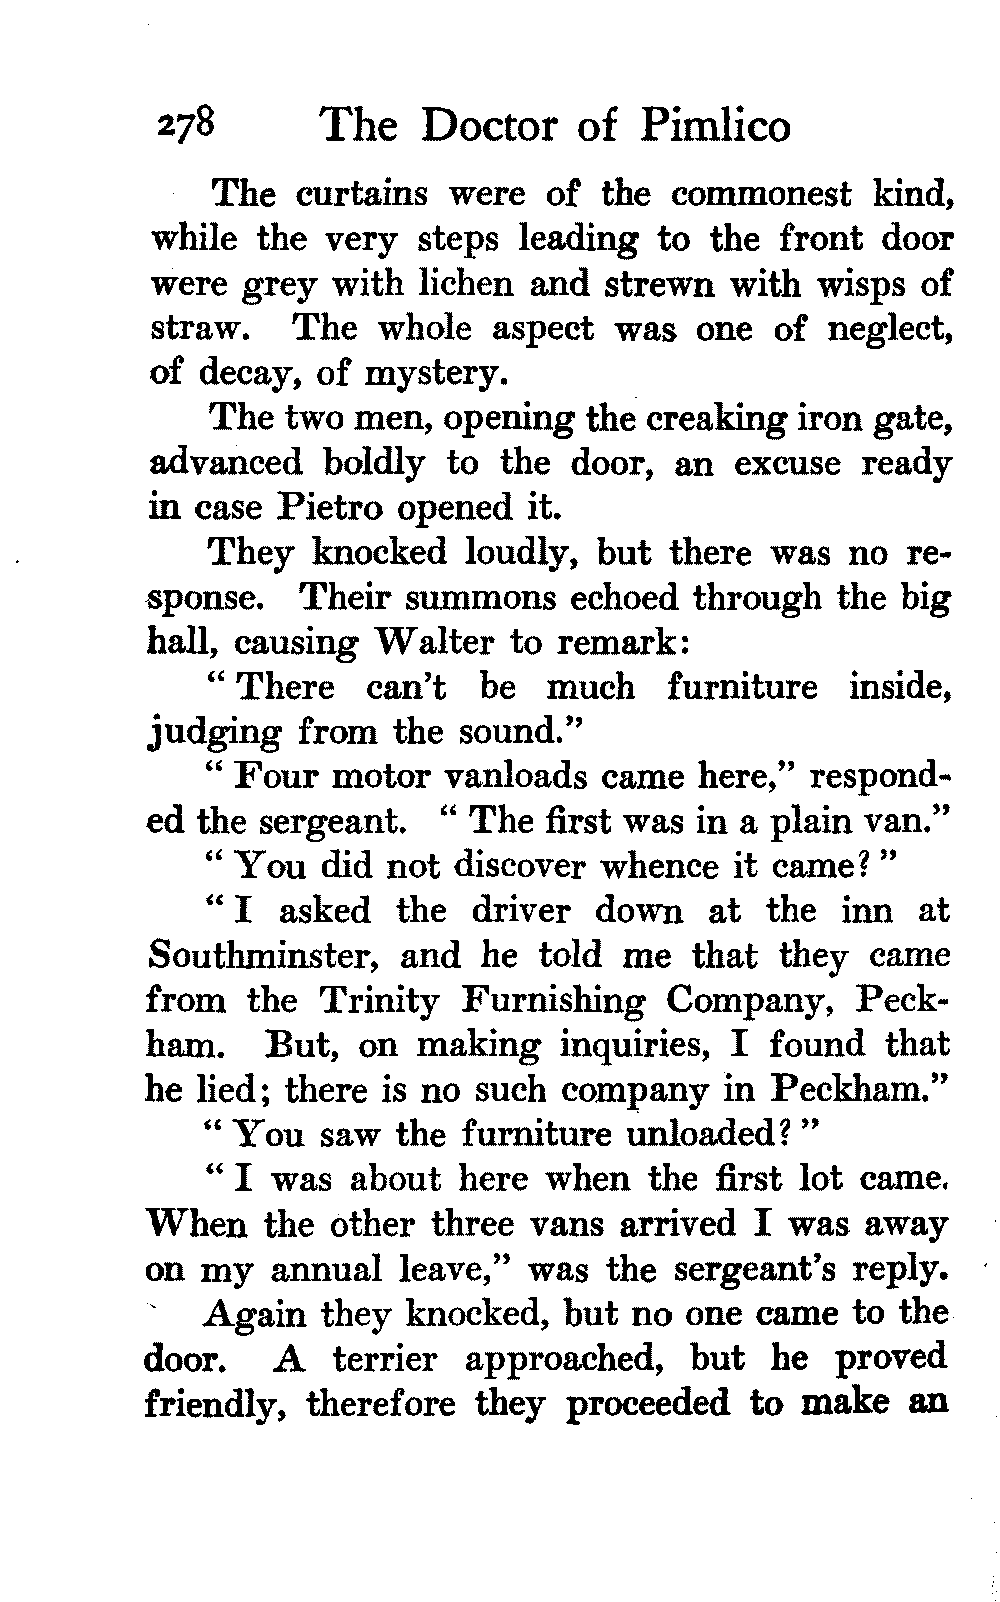 278 The Doctor of Pimlico
The curtains were of the commonest kind,
while the very steps leading to the front door
were grey with lichen and strewn with wisps of
straw. The whole aspect was one of neglect,
of decay, of mystery.
The two men, opening the creaking iron gate,
advanced boldly to the door, an excuse ready
in case Pietro opened it.
They knocked loudly, but there was no re-
sponse. Their summons echoed through the big
hall, causing Walter to remark:
“ There can’t be much furniture inside,
judging from the sound.”
“ Four motor vanloads came here,” respond-
ed the sergeant. “ The first was in a plain van.”
“ You did not discover whence it came? ”
“ I asked the driver down at the inn at
Southminster, and he told me that they came
from the Trinity Furnishing Company, Peck-
ham. But, on making inquiries, I found that
he lied; there is no such company in Peckham.”
“ You saw the furniture unloaded? ”
“ I was about here when the first lot came.
When the other three vans arrived I was away
on my annual leave,” was the sergeant’s reply.
Again they knocked, but no one came to the
door. A terrier approached, but he proved
friendly, therefore they proceeded to make an